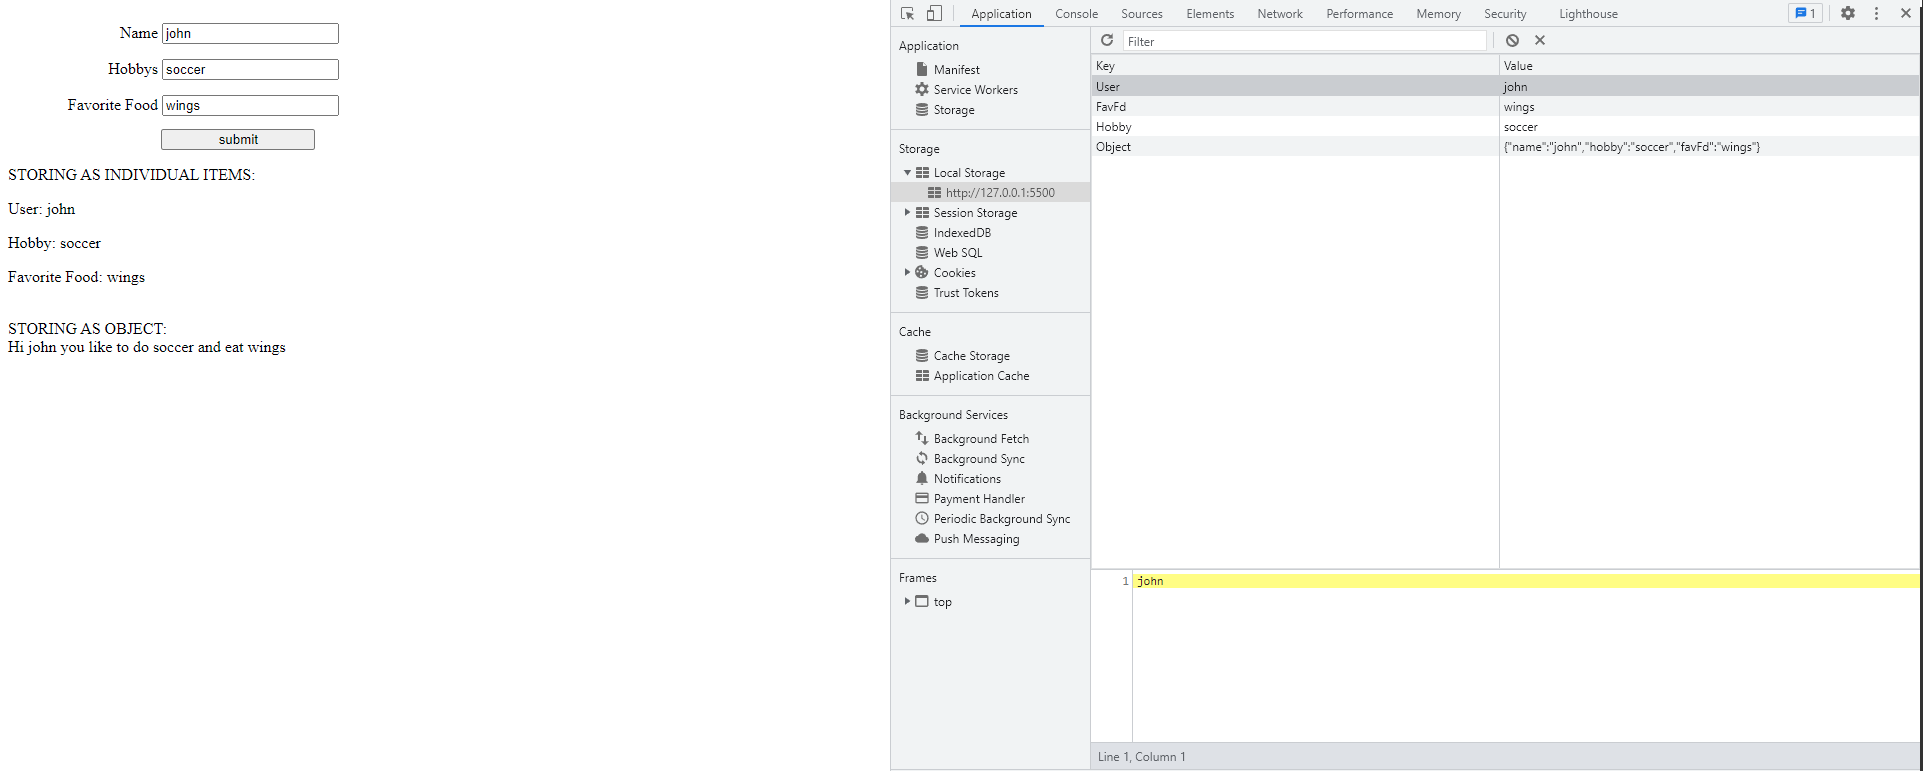 Name john
Hobbys soccer
Favorite Food wings
submit
STORING AS INDIVIDUAL ITEMS:
User: john
Hobby: soccer
Favorite Food: wings
STORING AS OBJECT:
Hi john you like to do soccer and eat wings
Application Console Sources Elements Network Performance Memory Security Lighthouse 1
Application
Manifest
Service Workers
Storage
Storage
Local Storage
http://127.0.0.1:5500
Session Storage
IndexedDB
Web SQL
Cookies
Trust Tokens
Cache
Cache Storage
Application Cache
Background Services
Background Fetch
Background Sync
Notifications
Payment Handler
Periodic Background Sync
Push Messaging
Frames
top
Filter
Key Value
User john
FavFd wings
Hobby soccer
Object {"name":"john","hobby":"soccer","favFd":"wings"}
1 john
Line 1, Column 1